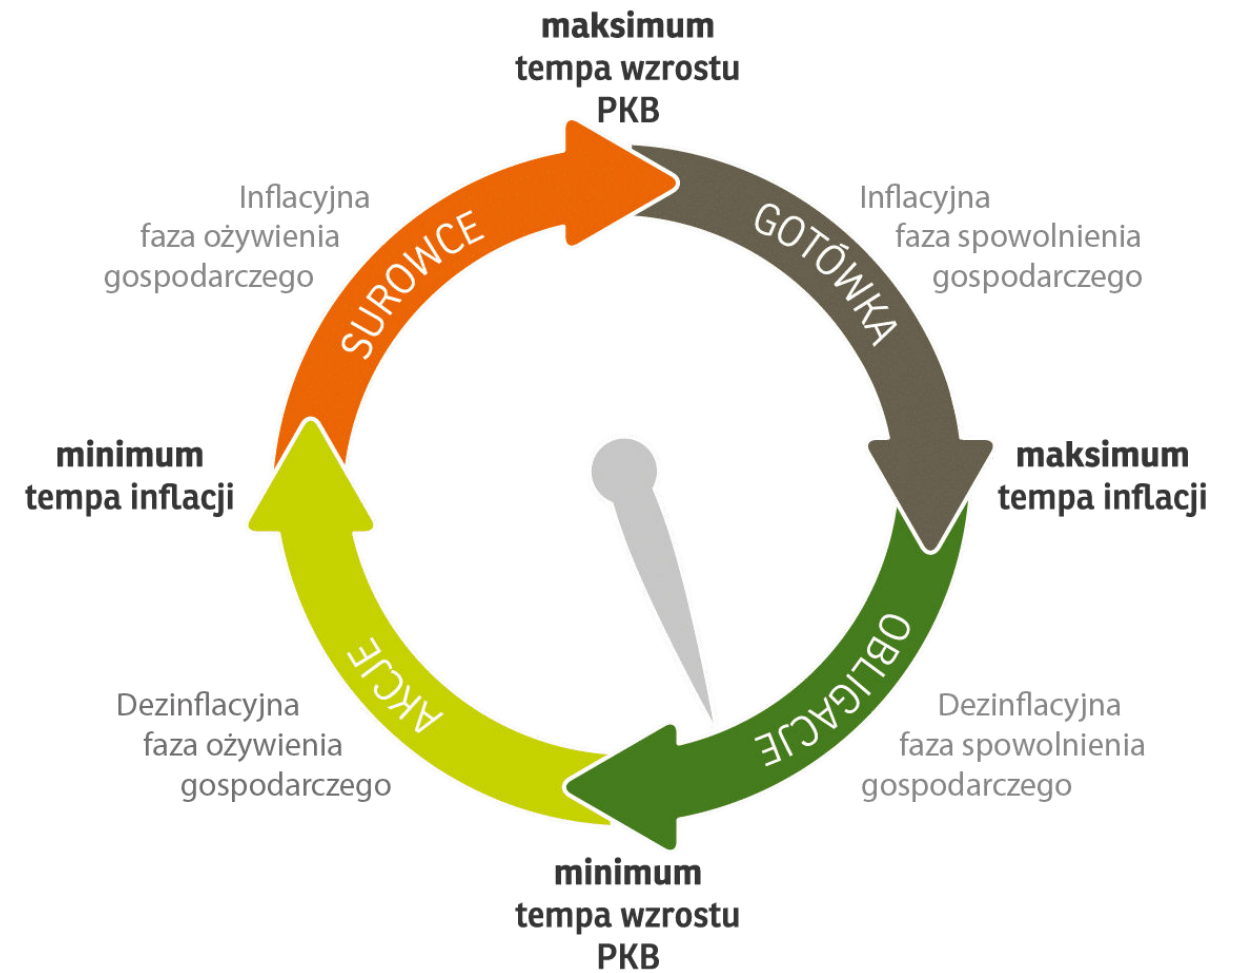 maksimum
tempa wzrostu
PKB
Inflacyjna
faza ożywienia
gospodarczego
SUROWCE
GOTÓWKA
Inflacyjna
faza spowolnienia
gospodarczego
minimum
tempa inflacji
maksimum
tempa inflacji
Dezinflacyjna
faza ożywienia
gospodarczego
AKCJE
OBLIGACJE
Dezinflacyjna
faza spowolnienia
gospodarczego
minimum
tempa wzrostu
PKB